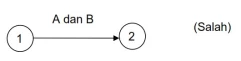 A dan B
1
2
(Salah)